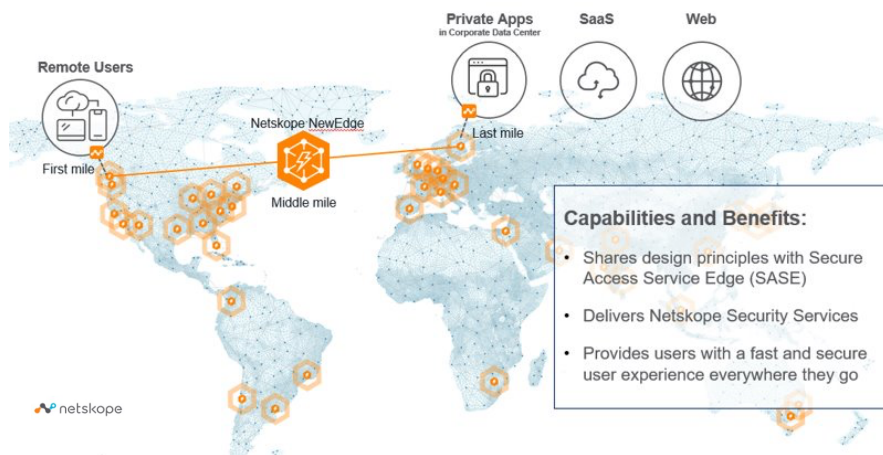 Private Apps
in Corporate Data Center
SaaS
Web
Remote Users
Netskope NewEdge
Last mile
First mile
Middle mile
Capabilities and Benefits:
• Shares design principles with Secure
Access Service Edge (SASE)
• Delivers Netskope Security Services
• Provides users with a fast and secure
user experience everywhere they go
netskope